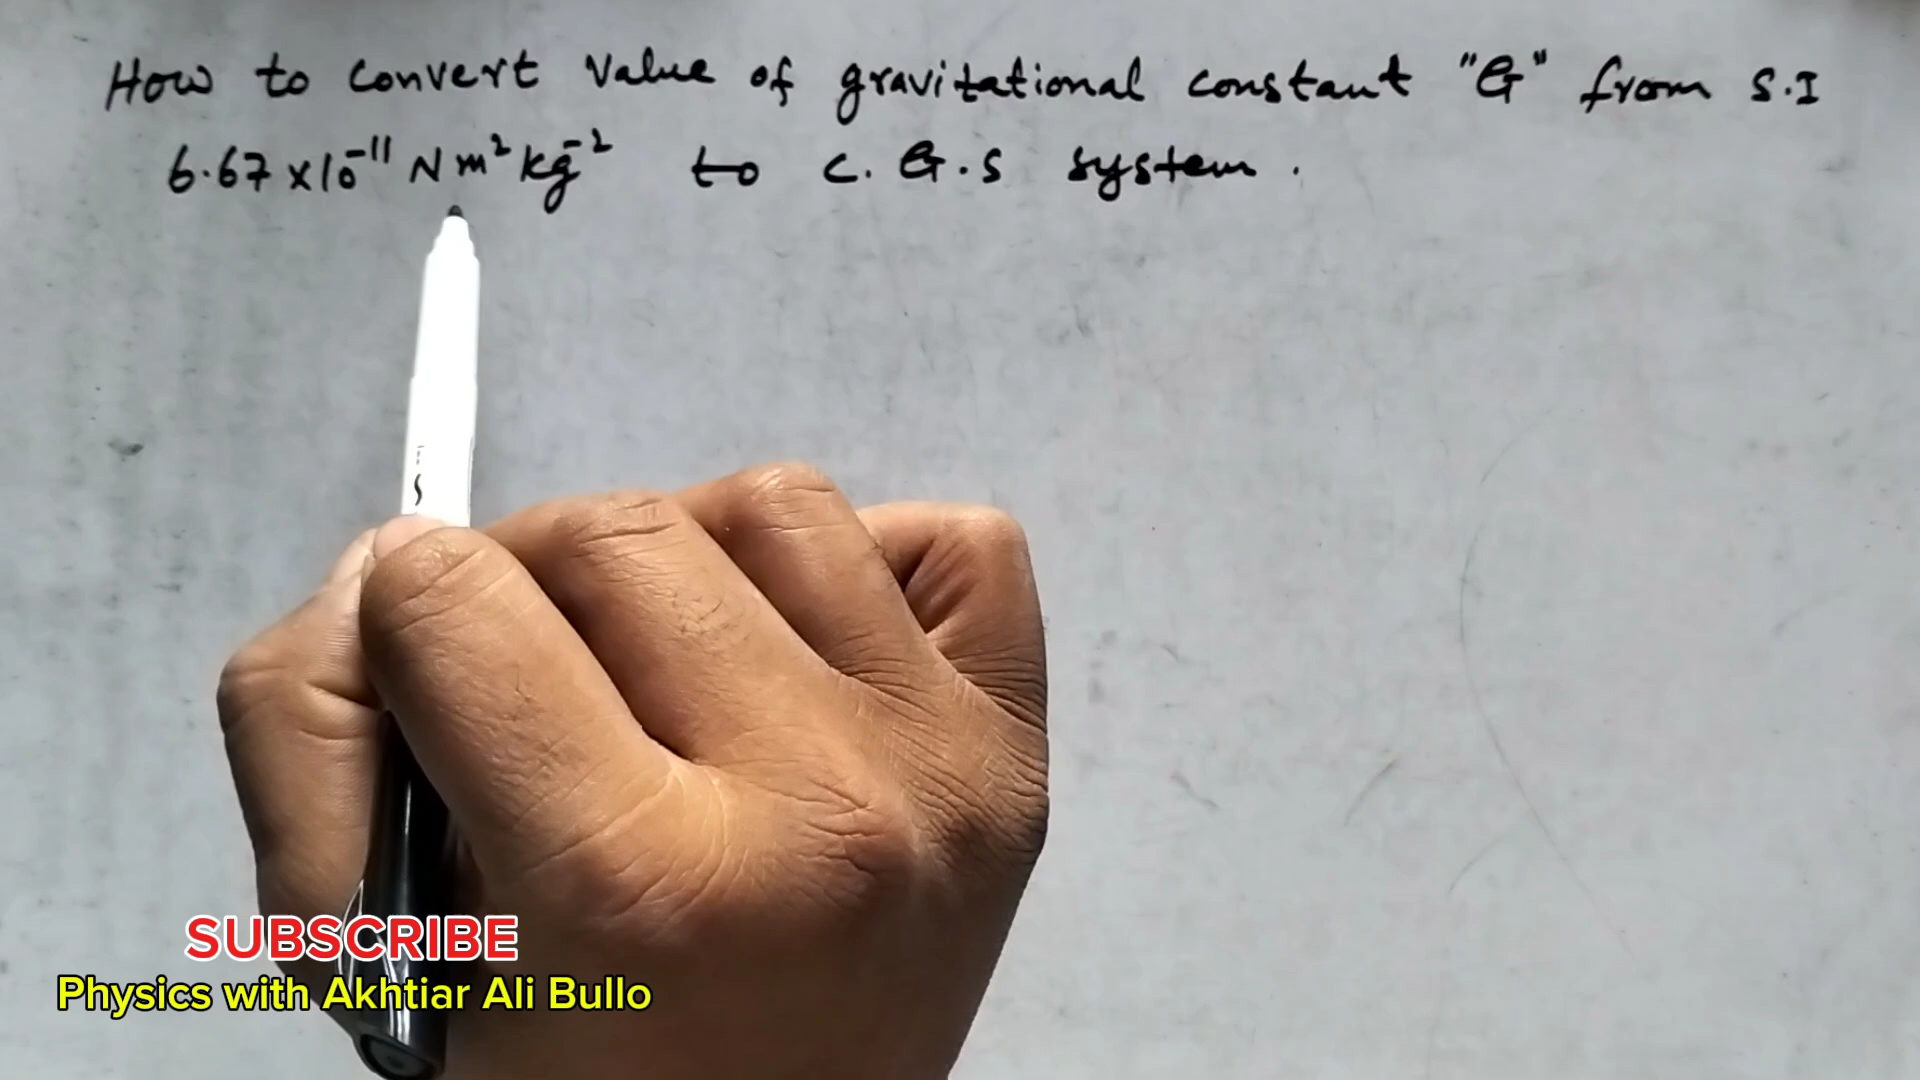 How to convert value of gravitational constant "G" from S.I
6.67 x 10⁻¹¹ N m² kg⁻² to C.G.S system.
SUBSCRIBE
Physics with Akhtiar Ali Bullo